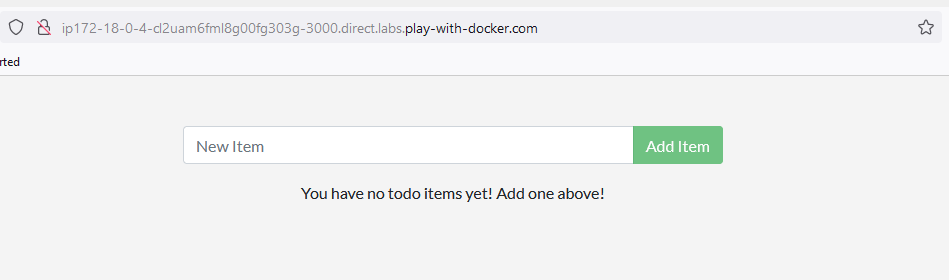 ip172-18-0-4-cl2uam6fml8g00fg303g-3000.direct.labs.play-with-docker.com
rted
New Item Add Item
You have no todo items yet! Add one above!